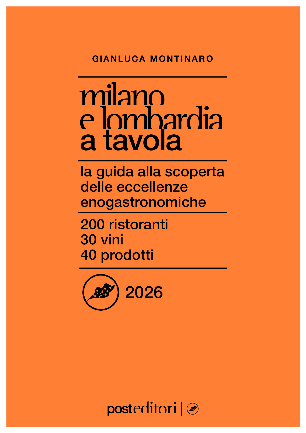 GIANLUCA MONTINARO
milano
e lombardia
a tavola
la guida alla scoperta
delle eccellenze
enogastronomiche
200 ristoranti
30 vini
40 prodotti
2026
posteditori